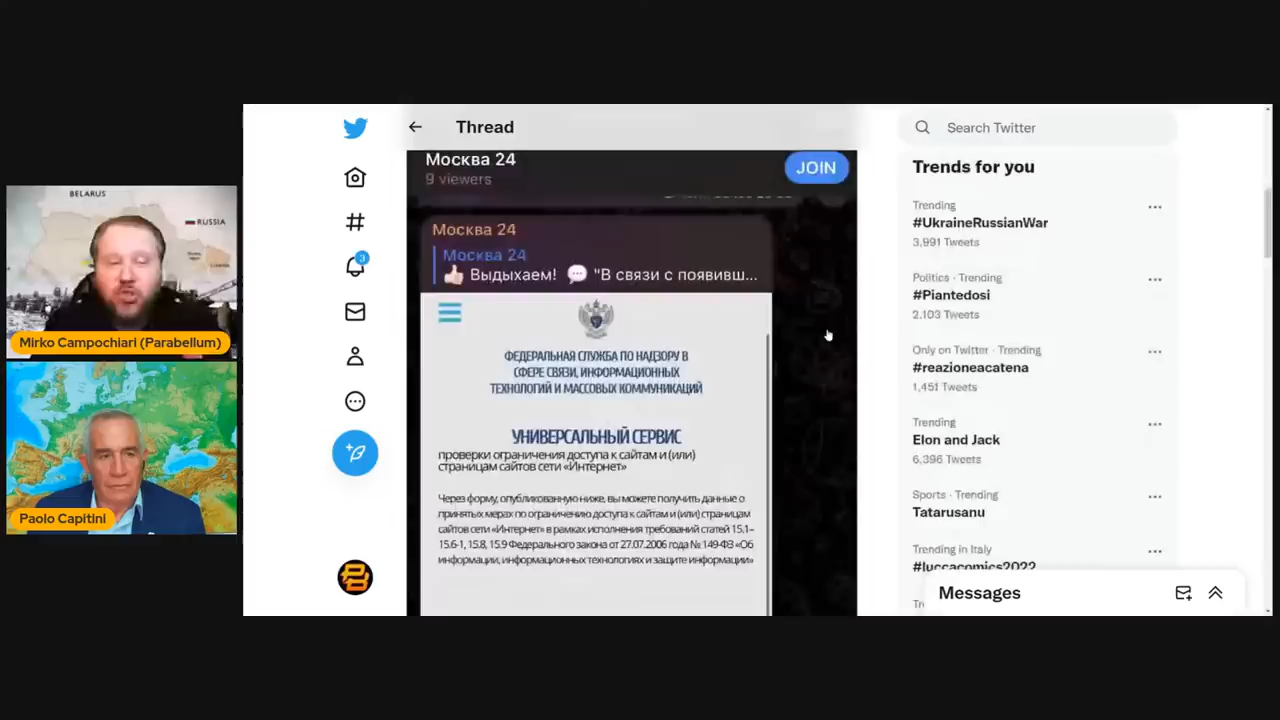 BELARUS
RUSSIA
Mirko Campochiari (Parabellum)
Paolo Capitini
3
Thread
Москва 24
9 viewers
JOIN
Москва 24
Москва 24
Выдыхаем! "В связи с появивш...
ФЕДЕРАЛЬНАЯ СЛУЖБА ПО НАДЗОРУ В
СФЕРЕ СВЯЗИ, ИНФОРМАЦИОННЫХ
ТЕХНОЛОГИЙ И МАССОВЫХ КОММУНИКАЦИЙ
УНИВЕРСАЛЬНЫЙ СЕРВИС
проверки ограничения доступа к сайтам и (или)
страницам сайтов сети «Интернет»
Через форму, опубликованную ниже, вы можете получить данные о
принятых мерах по ограничению доступа к сайтам и (или) страницам
сайтов сети «Интернет» в рамках исполнения требований статей 15.1–
15.6-1, 15.8, 15.9 Федерального закона от 27.07.2006 года № 149-ФЗ «Об
информации, информационных технологиях и защите информации»
Search Twitter
Trends for you
Trending
#UkraineRussianWar
3,991 Tweets
Politics · Trending
#Piantedosi
2,103 Tweets
Only on Twitter · Trending
#reazioneacatena
1,451 Tweets
Trending
Elon and Jack
6,396 Tweets
Sports · Trending
Tatarusanu
Trending in Italy
#luccacomics2022
Messages